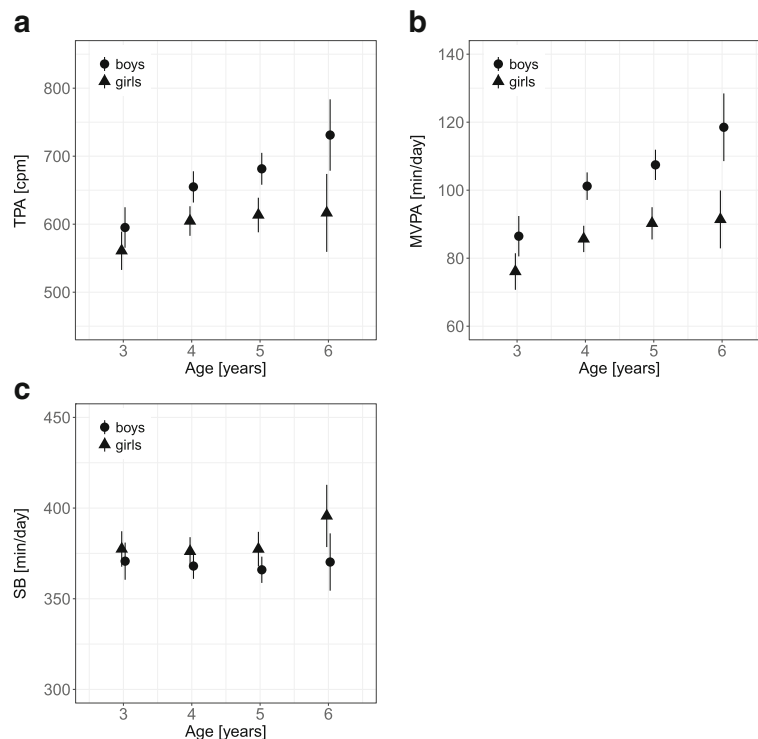 a
boys
girls
800
700
600
500
TPA [cpm]
3 4 5 6
Age [years]
b
boys
girls
140
120
100
80
60
MVPA [min/day]
3 4 5 6
Age [years]
c
boys
girls
450
400
350
300
SB [min/day]
3 4 5 6
Age [years]